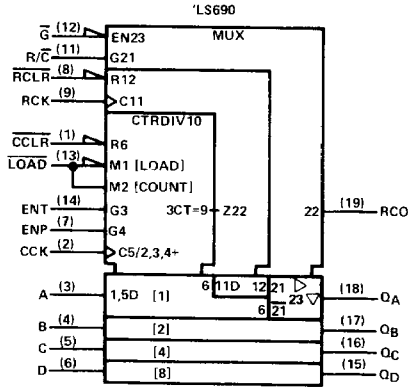 'LS690
G (12) EN23 MUX
R/C (11) G21
RCLR (8) R12
RCK (9) C11
CTRDIV10
CCLR (1) R6
LOAD (13) M1 [LOAD]
M2 [COUNT]
ENT (14) G3 3CT=9 Z22 22 (19) RCO
ENP (7) G4
CCK (2) C5/2,3,4+
A (3) 1,5D [1] 6 11D 12 21 23 (18) QA
6 21
B (4) [2] (17) QB
C (5) [4] (16) QC
D (6) [8] (15) QD